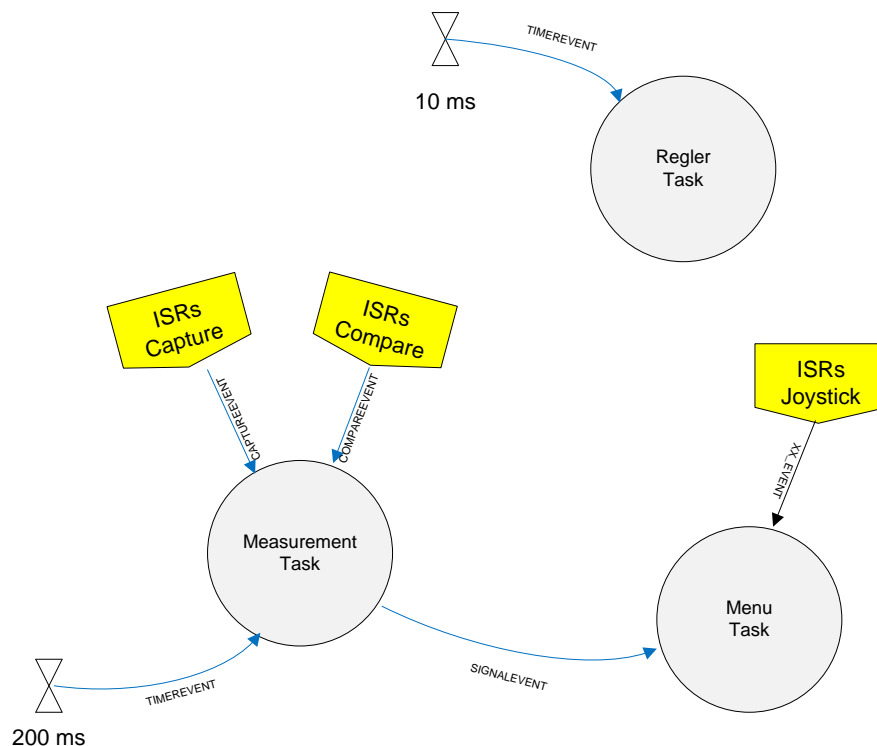 TIMEREVENT
10 ms
Regler
Task
ISRs
Capture
ISRs
Compare
ISRs
Joystick
CAPTUREEVENT
COMPAREEVENT
XX_EVENT
Measurement
Task
Menu
Task
SIGNALEVENT
TIMEREVENT
200 ms